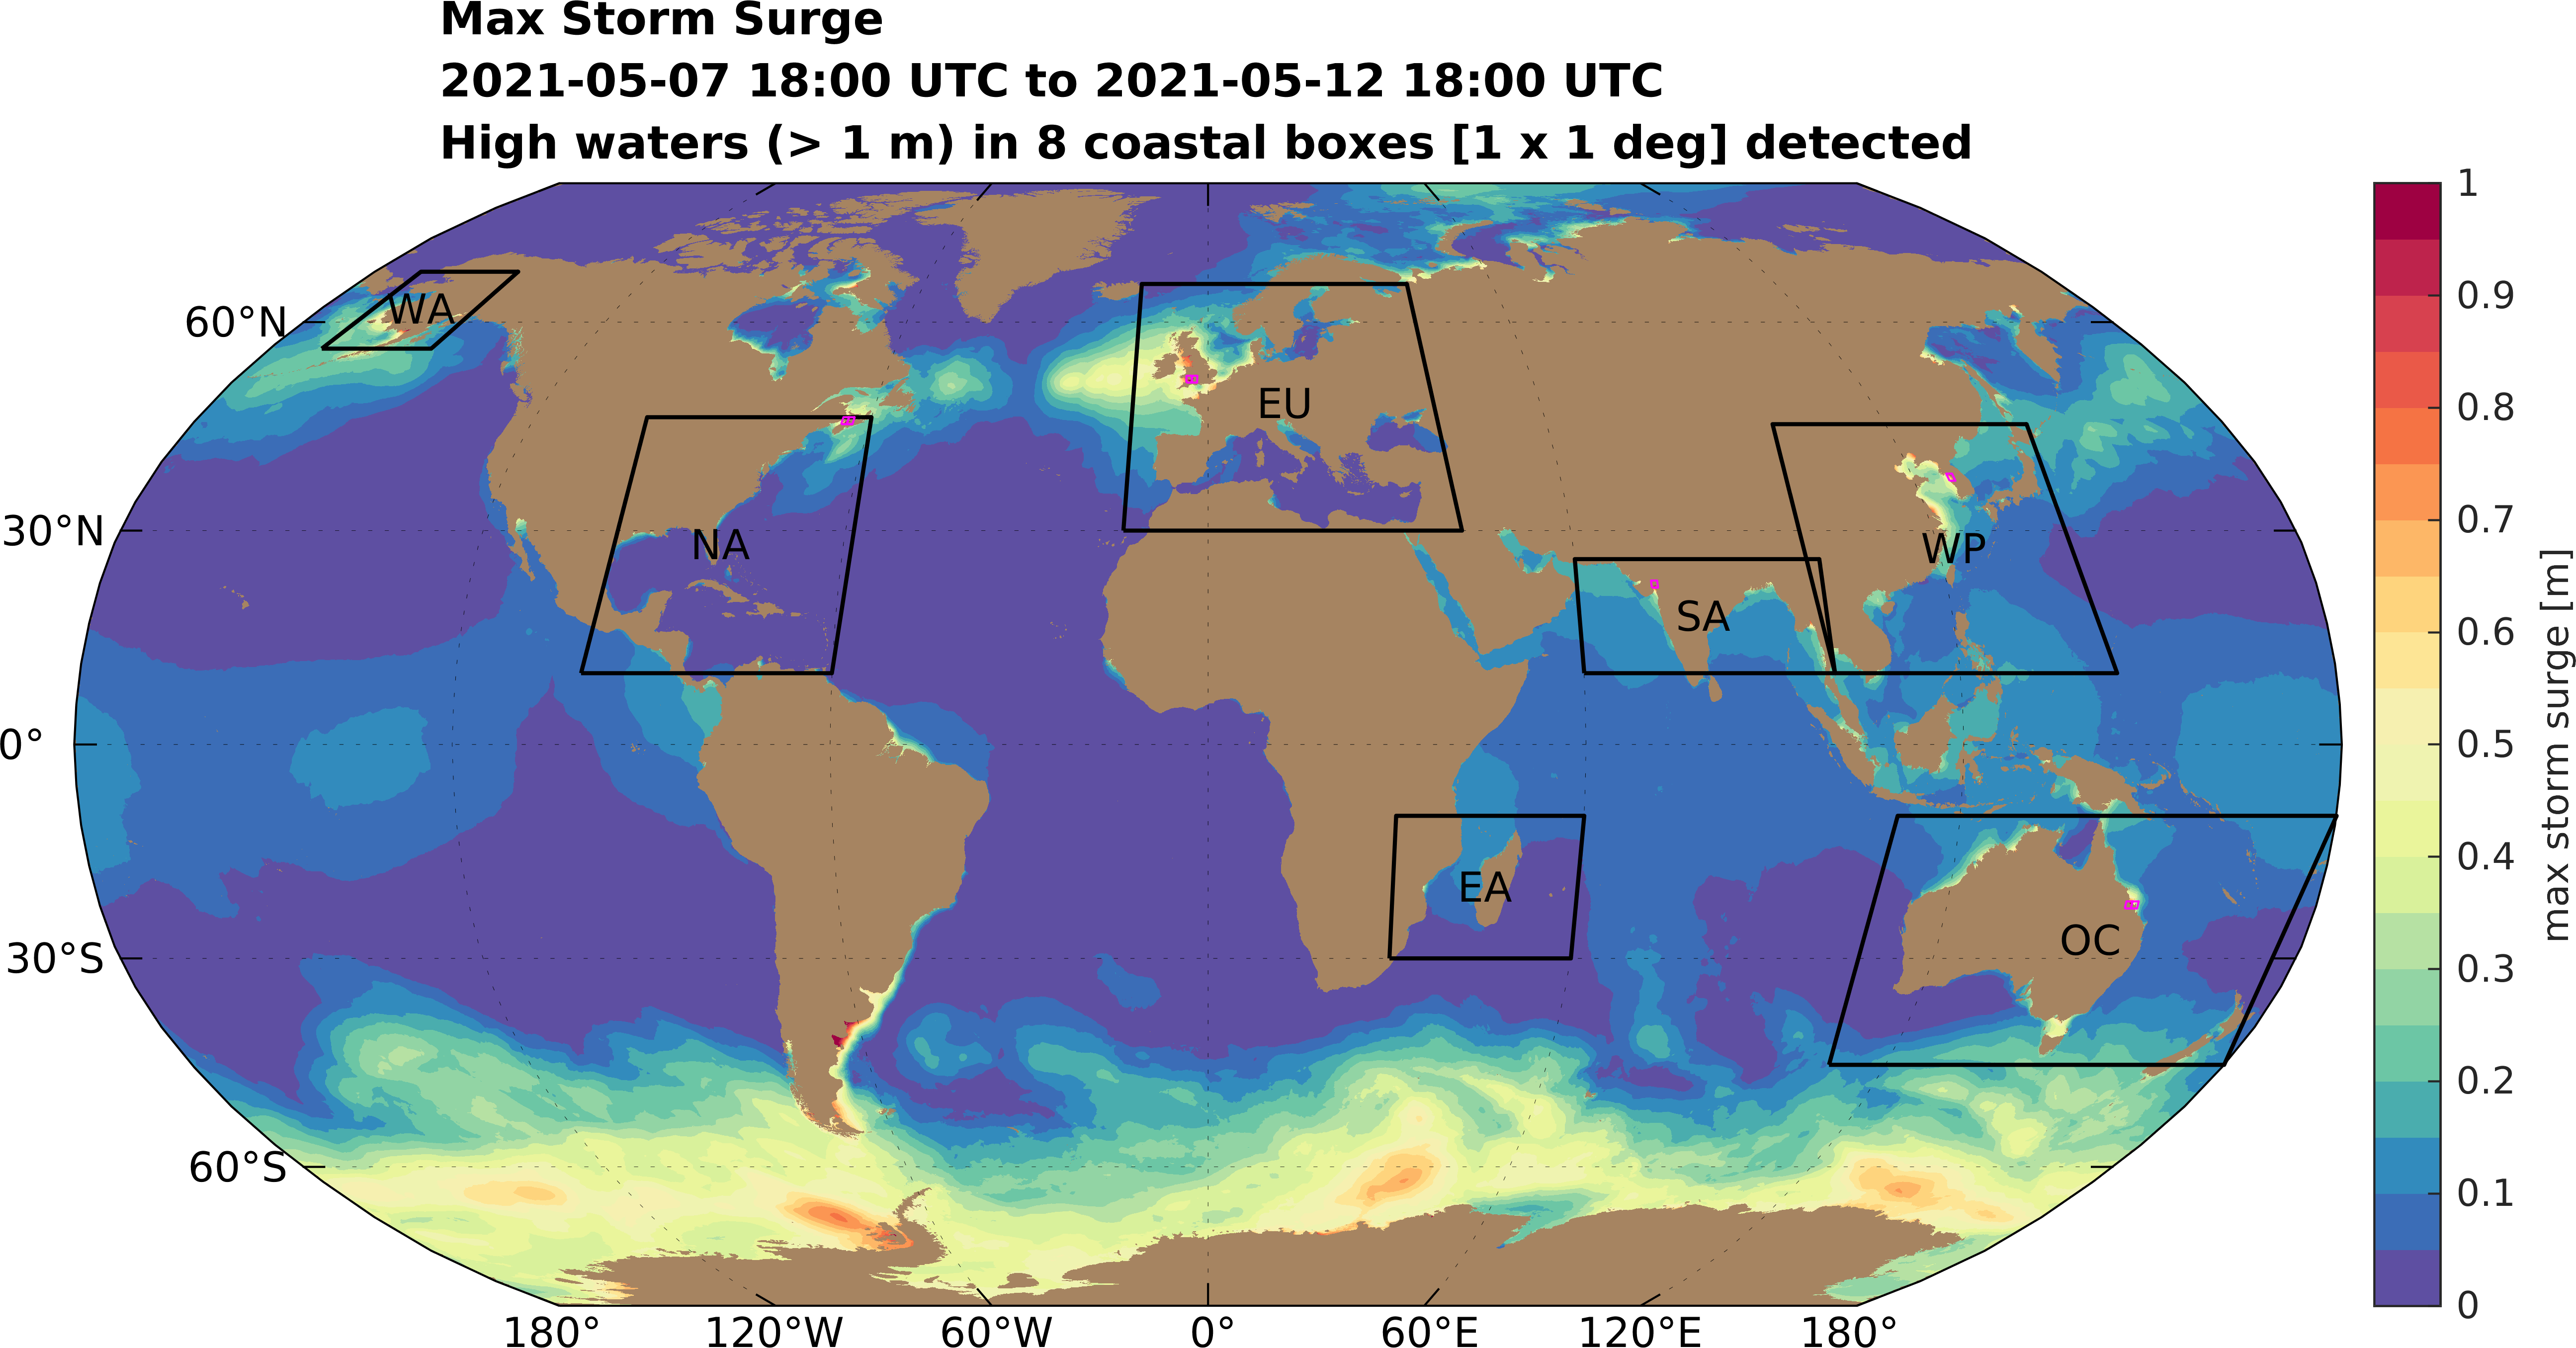 Max Storm Surge
2021-05-07 18:00 UTC to 2021-05-12 18:00 UTC
High waters (> 1 m) in 8 coastal boxes [1 x 1 deg] detected
60°N
30°N
0°
30°S
60°S
WA
NA
EU
WP
SA
EA
OC
180°
120°W
60°W
0°
60°E
120°E
180°
1
0.9
0.8
0.7
0.6
0.5
0.4
0.3
0.2
0.1
0
max storm surge [m]